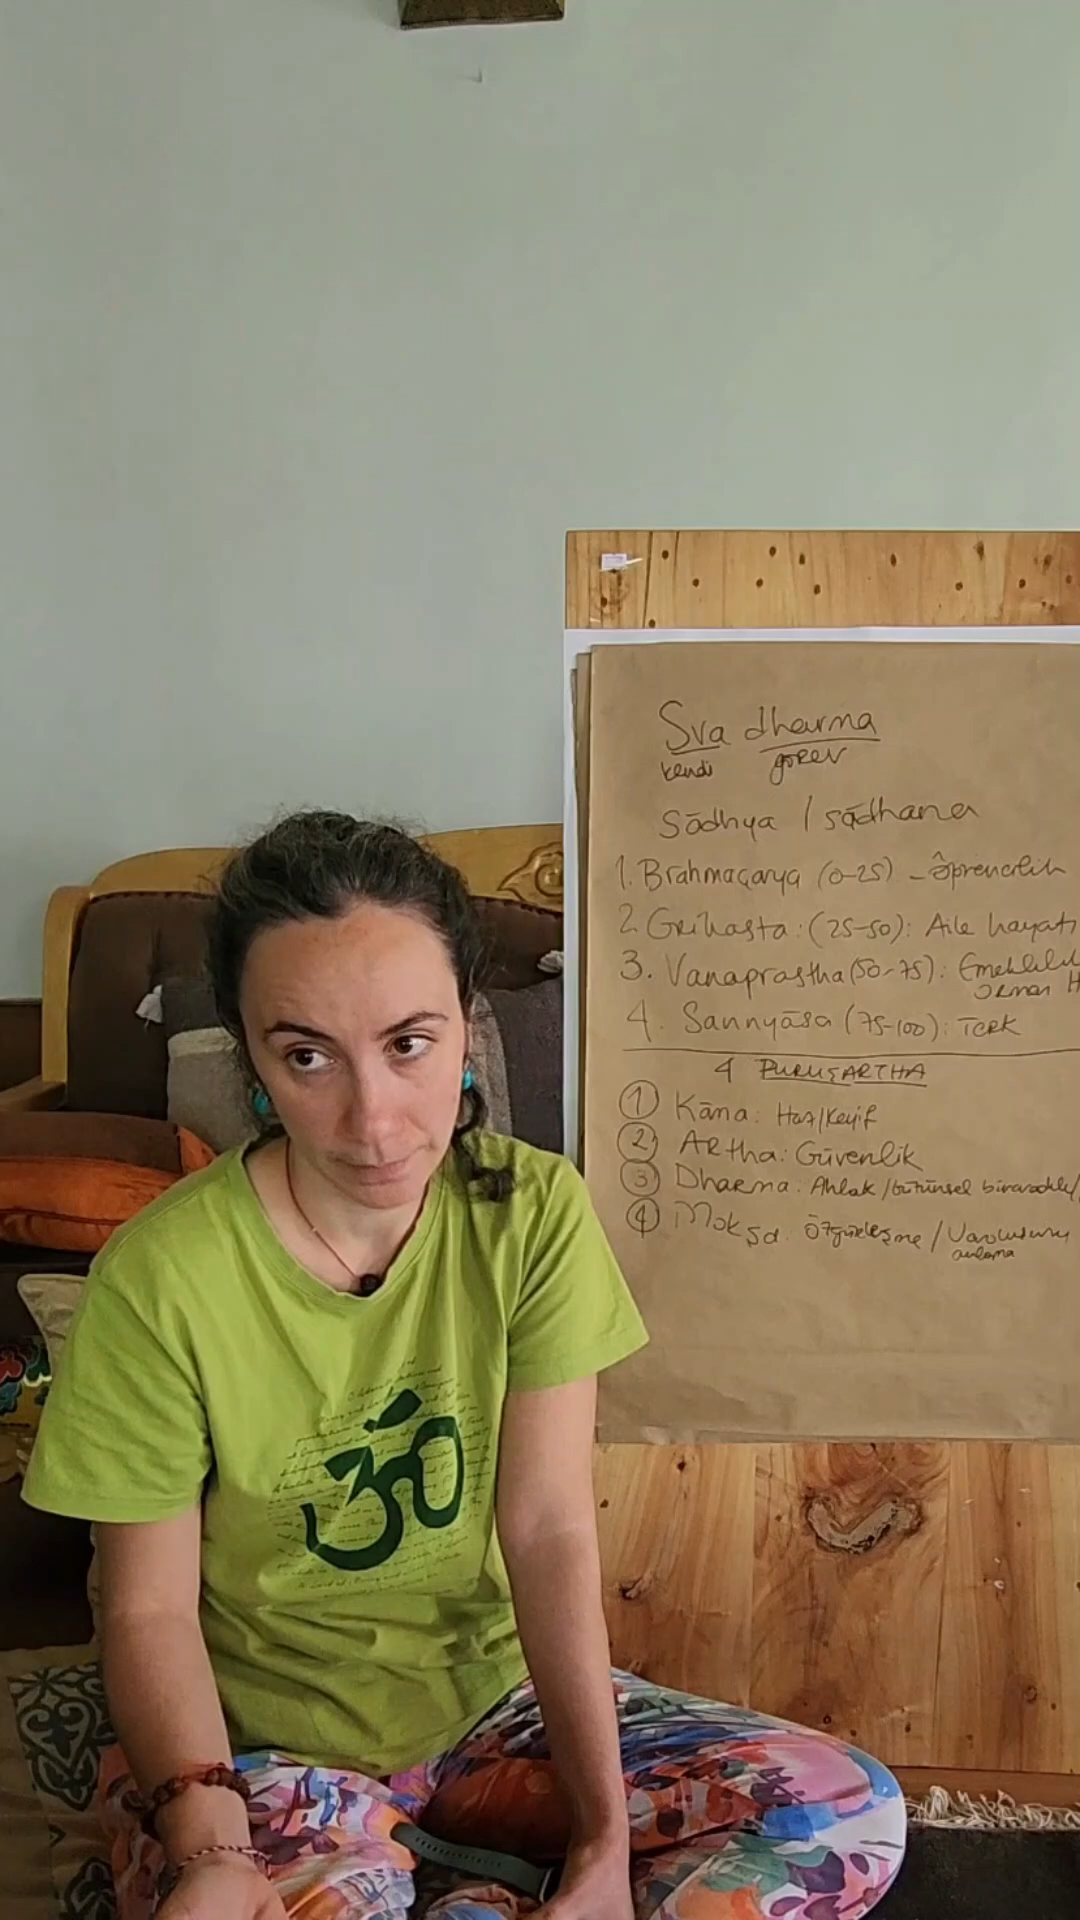 Sva dharma
kendi görev
Sādhya / sādhana
1. Brahmaçarya (0-25) - Öğrencilik
2. Grihasta: (25-50): Aile hayatı
3. Vanaprastha (50-75): Emeklilik
Orman H
4. Sannyāsa (75-100): Terk
4 PURUŞARTHA
1 Kāma: Haz/Keyif
2 Artha: Güvenlik
3 Dharma: Ahlak / bütünsel
4 Mokşa: Özgürleşme / Varoluşunu
anlama
ॐ